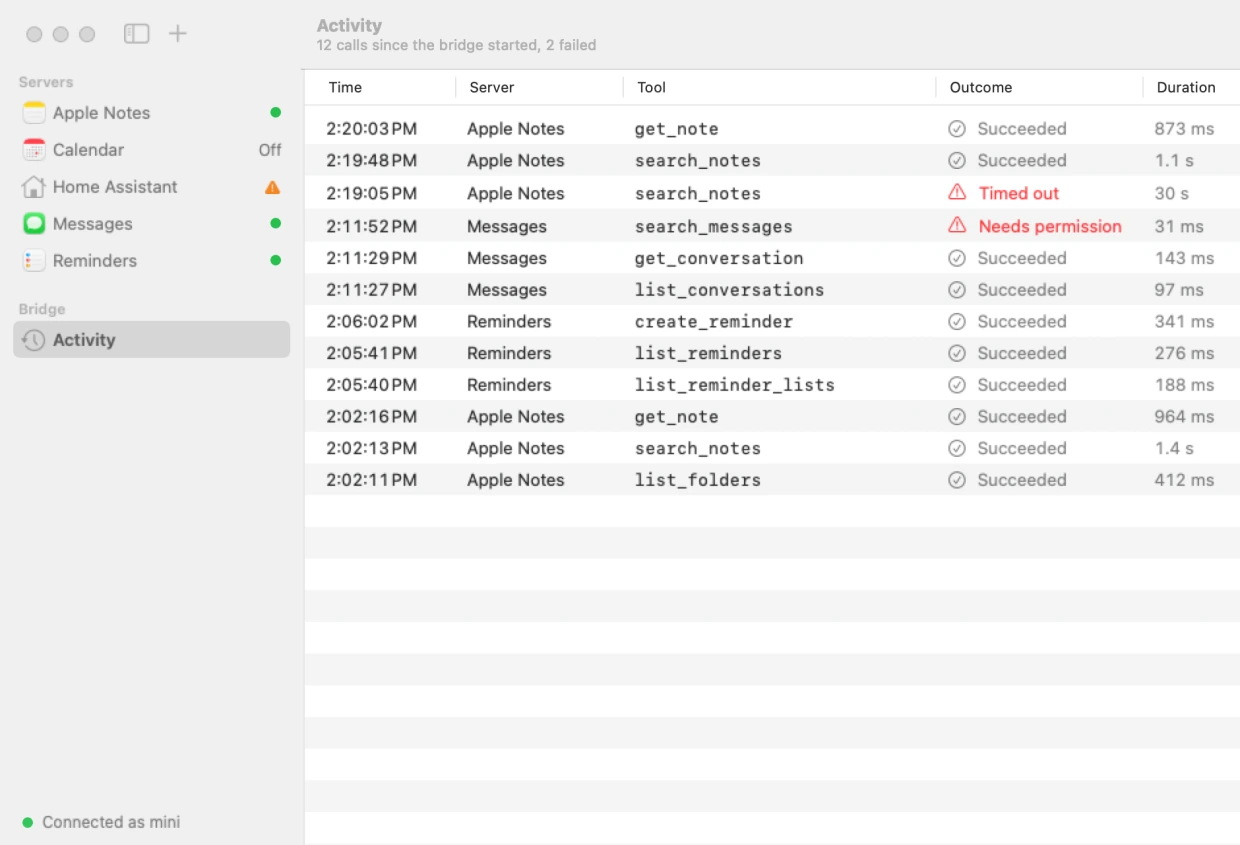 Activity
12 calls since the bridge started, 2 failed
Servers
Apple Notes
Calendar Off
Home Assistant
Messages
Reminders
Bridge
Activity
Connected as mini
Time Server Tool Outcome Duration
2:20:03 PM Apple Notes get_note Succeeded 873 ms
2:19:48 PM Apple Notes search_notes Succeeded 1.1 s
2:19:05 PM Apple Notes search_notes Timed out 30 s
2:11:52 PM Messages search_messages Needs permission 31 ms
2:11:29 PM Messages get_conversation Succeeded 143 ms
2:11:27 PM Messages list_conversations Succeeded 97 ms
2:06:02 PM Reminders create_reminder Succeeded 341 ms
2:05:41 PM Reminders list_reminders Succeeded 276 ms
2:05:40 PM Reminders list_reminder_lists Succeeded 188 ms
2:02:16 PM Apple Notes get_note Succeeded 964 ms
2:02:13 PM Apple Notes search_notes Succeeded 1.4 s
2:02:11 PM Apple Notes list_folders Succeeded 412 ms